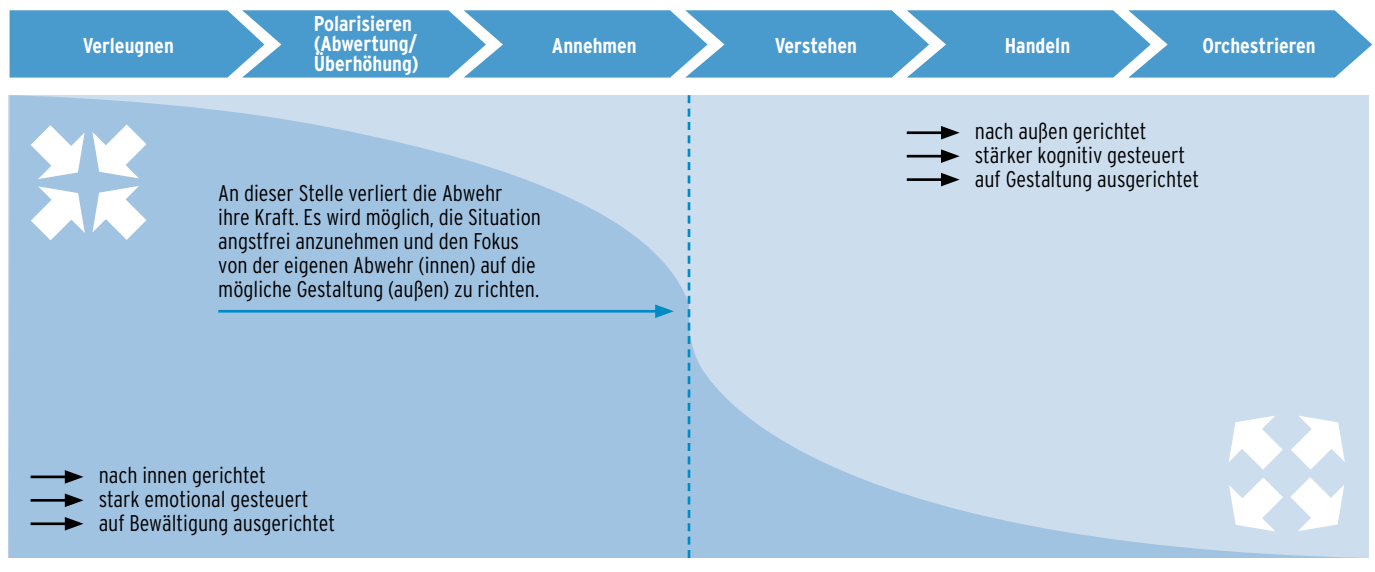 Verleugnen
Polarisieren
(Abwertung/
Überhöhung)
Annehmen
Verstehen
Handeln
Orchestrieren
nach außen gerichtet
stärker kognitiv gesteuert
auf Gestaltung ausgerichtet
An dieser Stelle verliert die Abwehr
ihre Kraft. Es wird möglich, die Situation
angstfrei anzunehmen und den Fokus
von der eigenen Abwehr (innen) auf die
mögliche Gestaltung (außen) zu richten.
nach innen gerichtet
stark emotional gesteuert
auf Bewältigung ausgerichtet